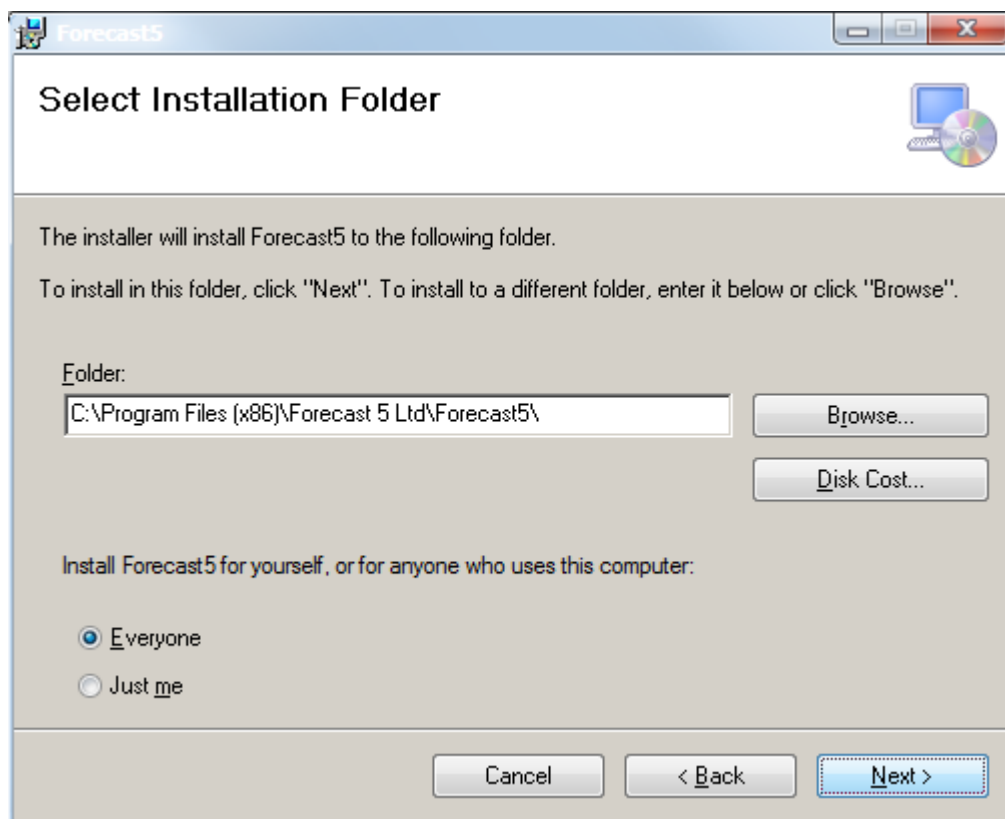 Forecast5
Select Installation Folder
The installer will install Forecast5 to the following folder.
To install in this folder, click "Next". To install to a different folder, enter it below or click "Browse".
Folder:
C:\Program Files (x86)\Forecast 5 Ltd\Forecast5\
Browse...
Disk Cost...
Install Forecast5 for yourself, or for anyone who uses this computer:
Everyone
Just me
Cancel
< Back
Next >